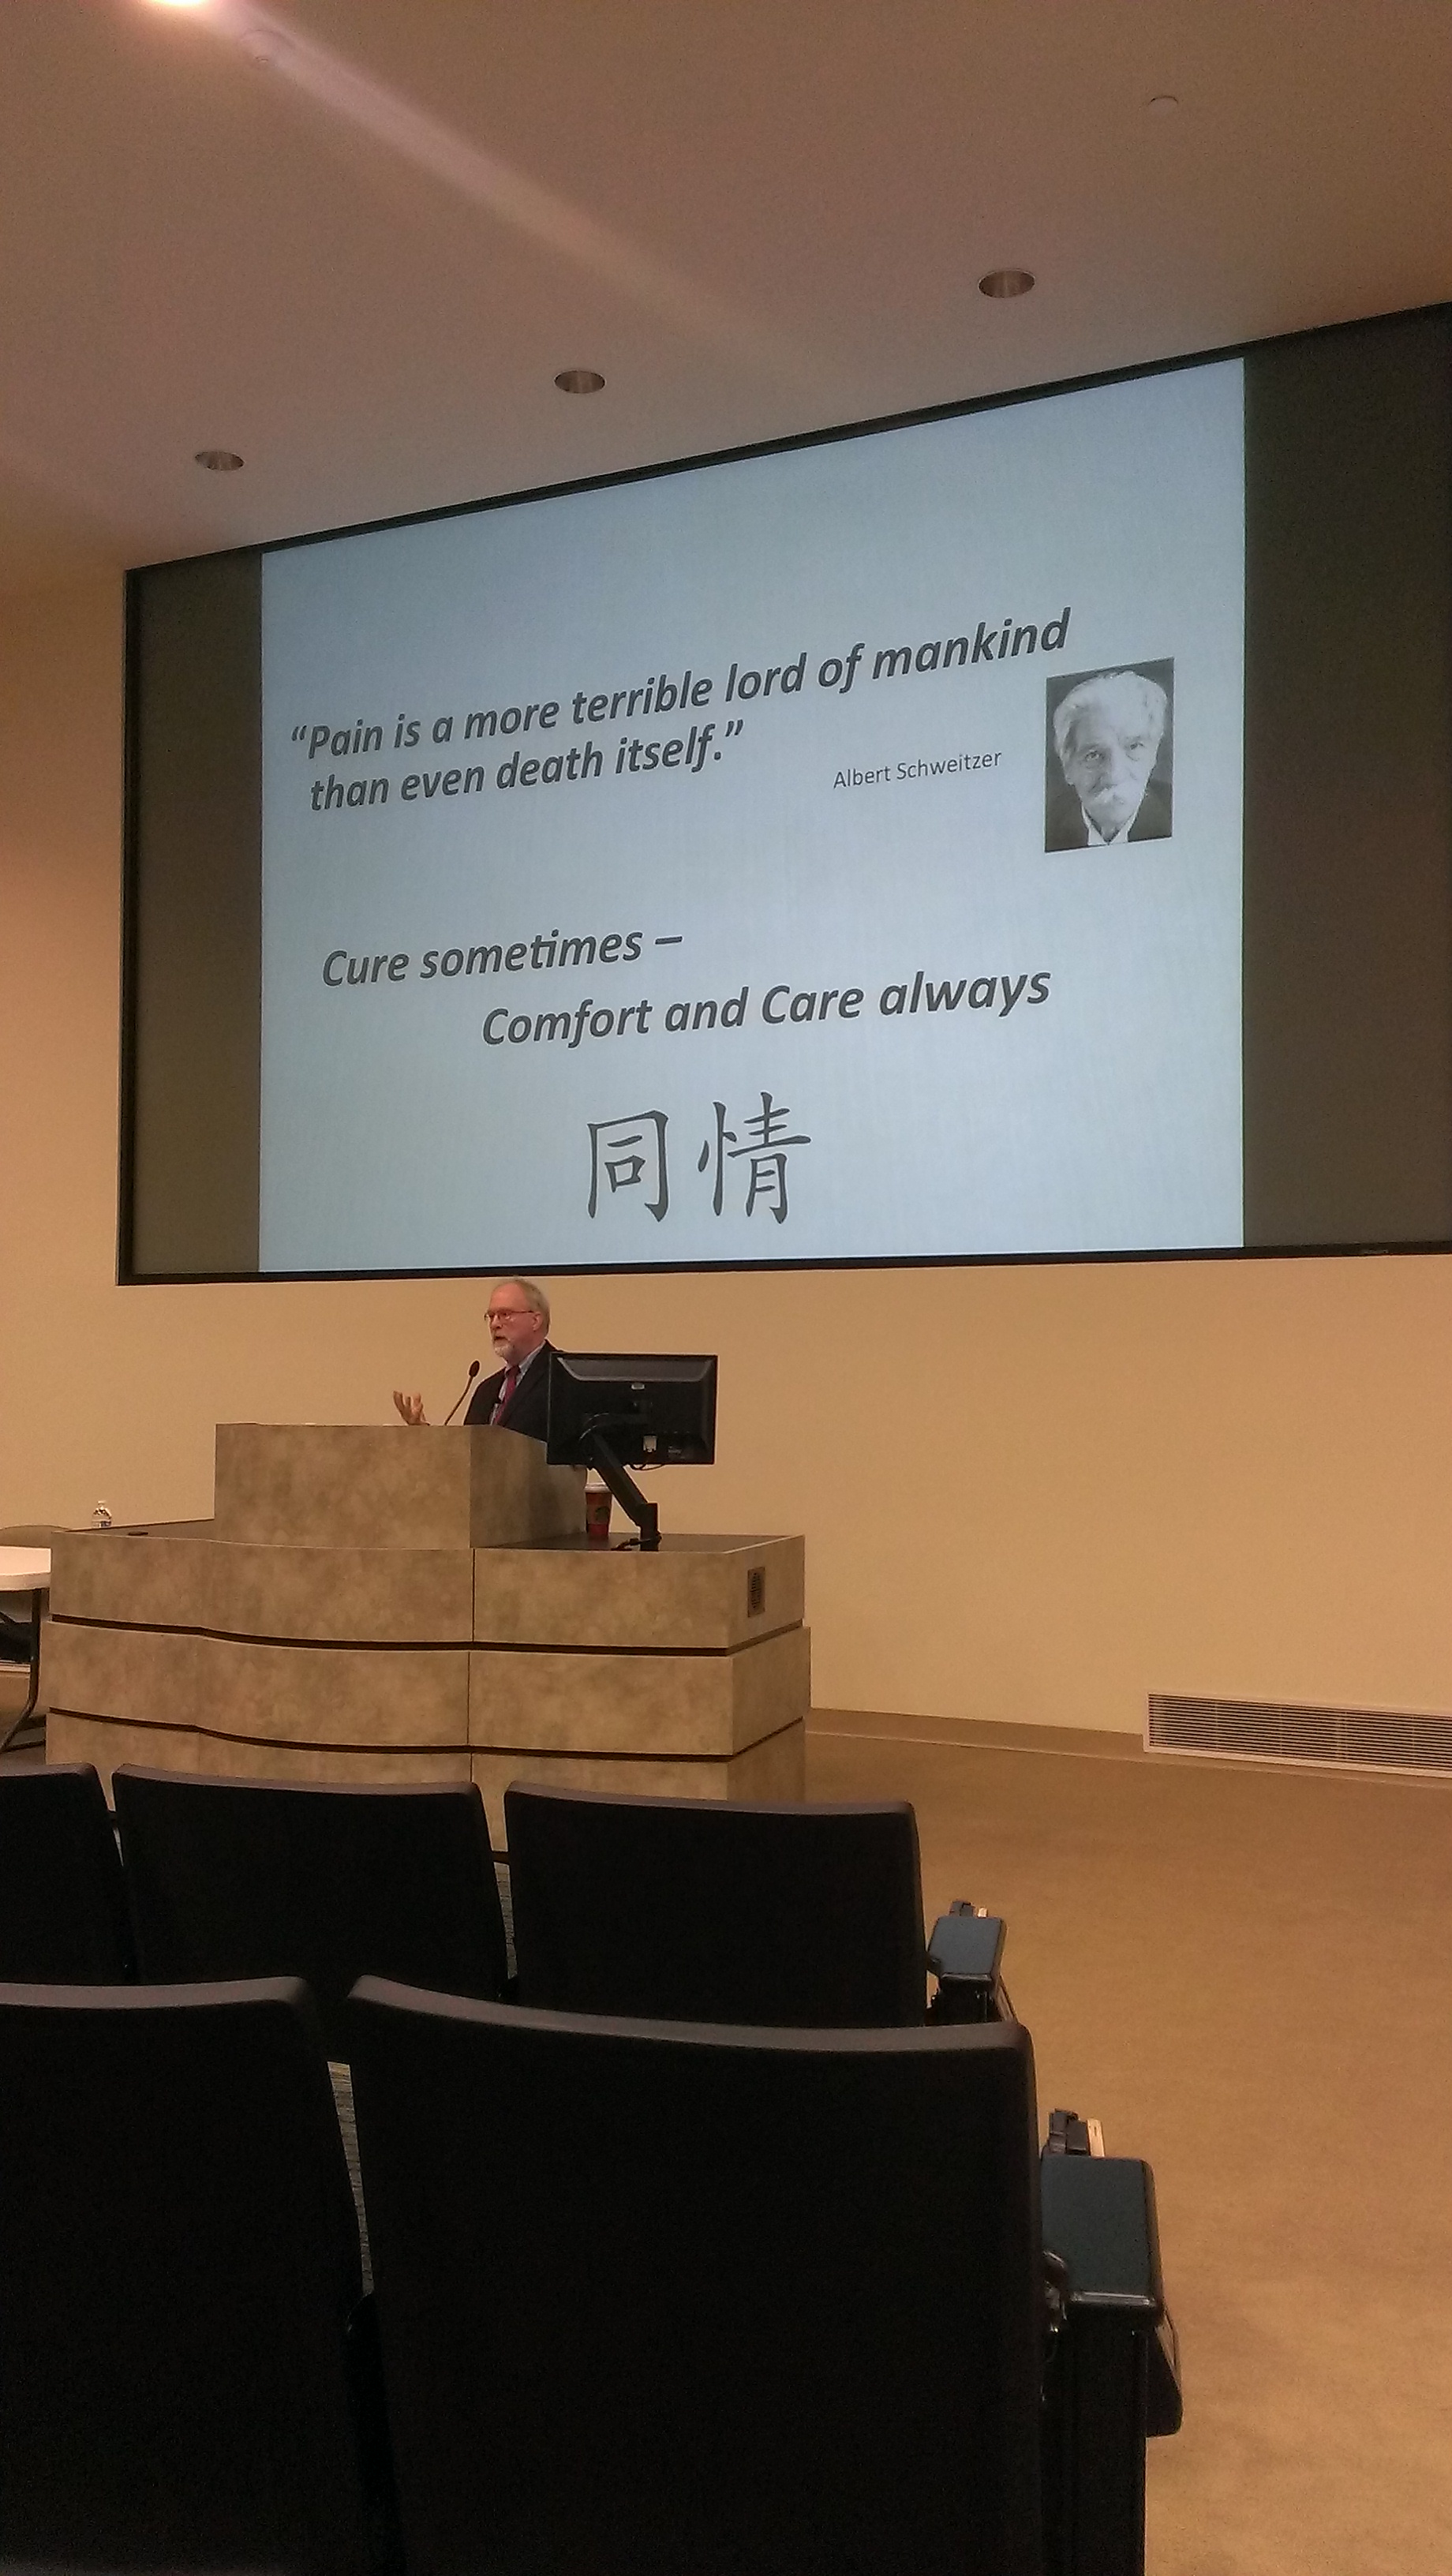 “Pain is a more terrible lord of mankind
than even death itself.”
Albert Schweitzer
Cure sometimes –
Comfort and Care always
同情